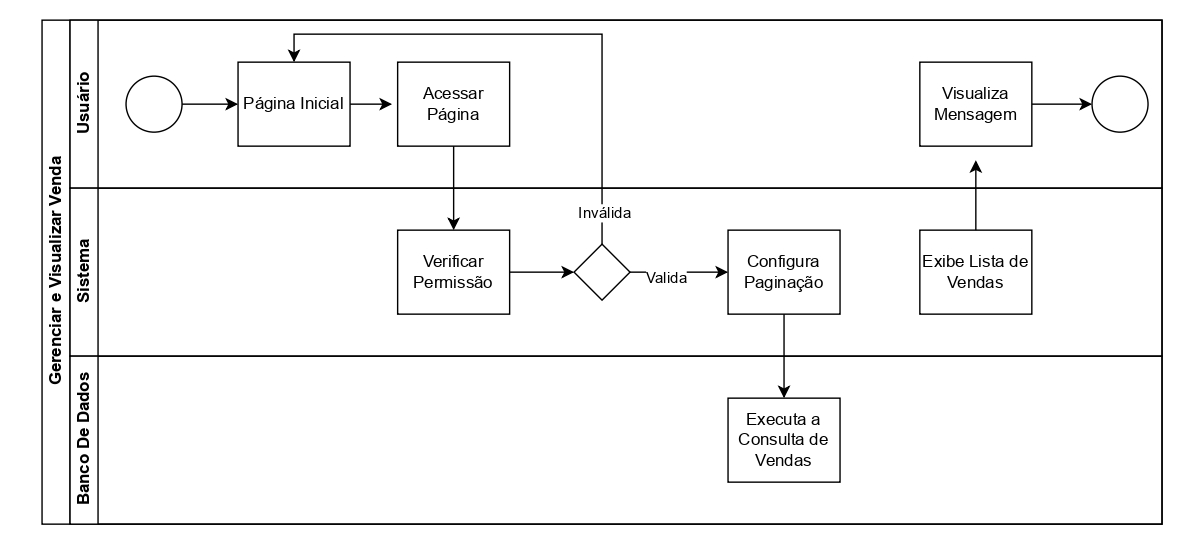 Gerenciar e Visualizar Venda
Usuário
Página Inicial
Acessar
Página
Visualiza
Mensagem
Sistema
Verificar
Permissão
Inválida
Valida
Configura
Paginação
Exibe Lista de
Vendas
Banco De Dados
Executa a
Consulta de
Vendas